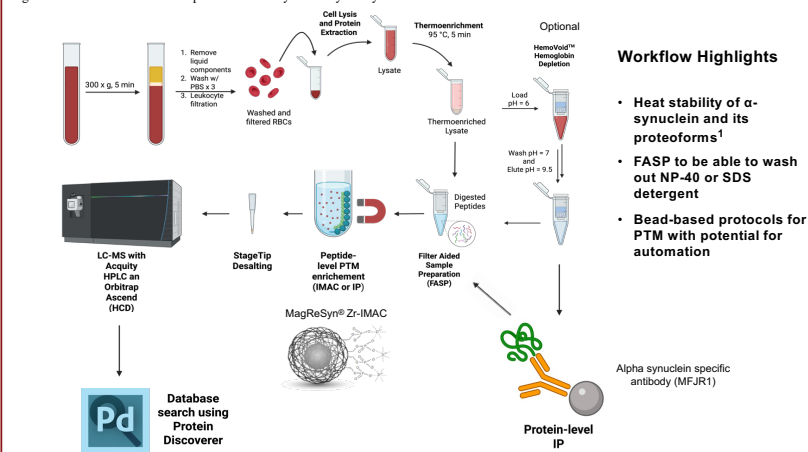 300 x g, 5 min
1. Remove
liquid
components
2. Wash w/
PBS x 3
3. Leukocyte
filtration
Washed and
filtered RBCs
Cell Lysis
and Protein
Extraction
Lysate
Thermoenrichment
95 °C, 5 min
Thermoenriched
Lysate
Optional
HemoVoid™
Hemoglobin
Depletion
Load
pH = 6
Wash pH = 7
and
Elute pH = 9.5
Digested
Peptides
Filter Aided
Sample
Preparation
(FASP)
Peptide-
level PTM
enrichement
(IMAC or IP)
StageTip
Desalting
LC-MS with
Acquity
HPLC an
Orbitrap
Ascend
(HCD)
MagReSyn® Zr-IMAC
Pd
Database
search using
Protein
Discoverer
Protein-level
IP
Alpha synuclein specific
antibody (MFJR1)
Workflow Highlights
• Heat stability of α-
synuclein and its
proteoforms1
• FASP to be able to wash
out NP-40 or SDS
detergent
• Bead-based protocols for
PTM with potential for
automation